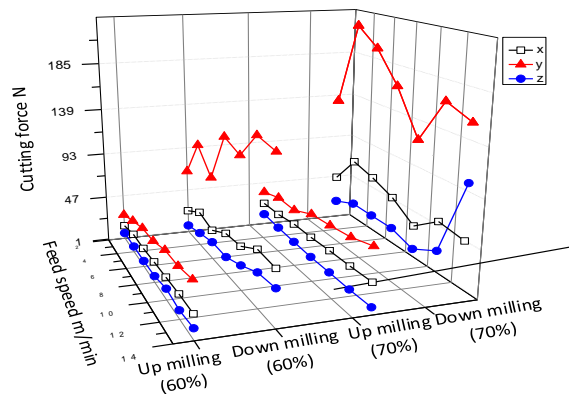 185
139
93
47
1
Cutting force N
x
y
z
2
4
6
8
10
12
14
Feed speed m/min
Up milling
(60%)
Down milling
(60%)
Up milling
(70%)
Down milling
(70%)